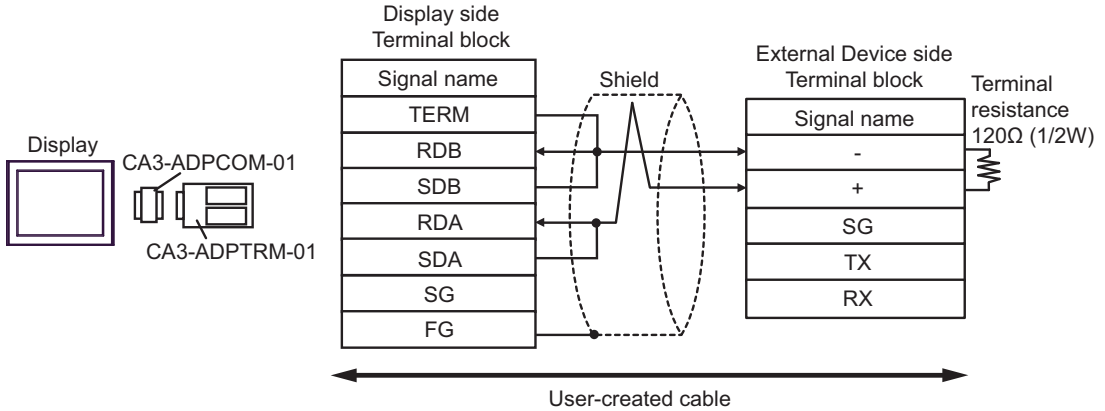 Display side
Terminal block
External Device side
Terminal block
Signal name
Shield
Terminal
resistance
120Ω (1/2W)
TERM
Signal name
Display
CA3-ADPCOM-01
RDB
-
SDB
+
RDA
SG
CA3-ADPTRM-01
SDA
TX
SG
RX
FG
User-created cable